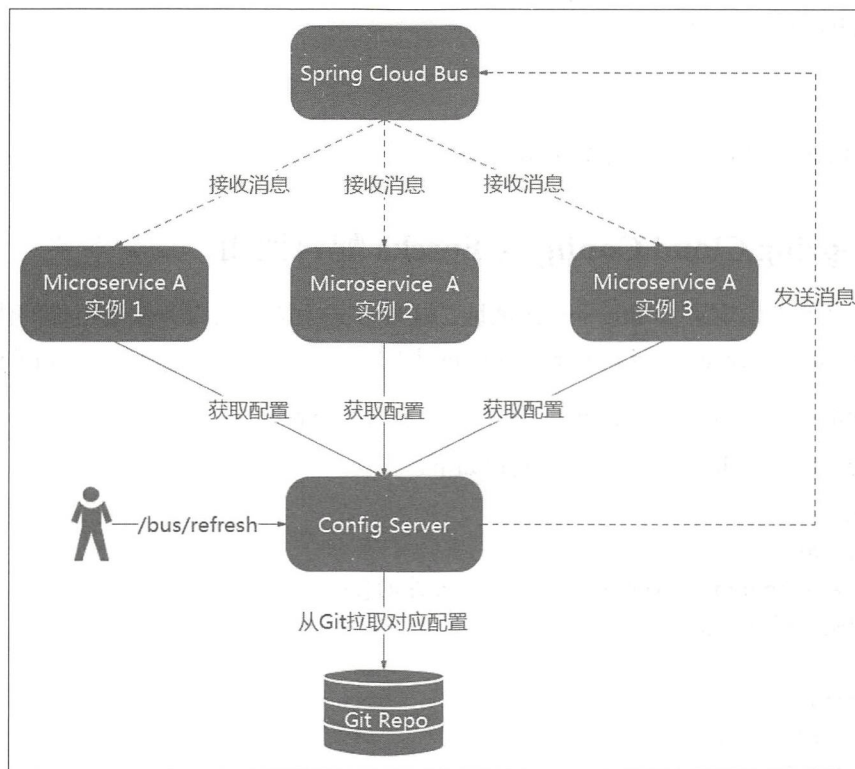 Spring Cloud Bus
接收消息
接收消息
接收消息
Microservice A
实例 1
Microservice A
实例 2
Microservice A
实例 3
发送消息
获取配置
获取配置
获取配置
/bus/refresh
Config Server
从Git拉取对应配置
Git Repo